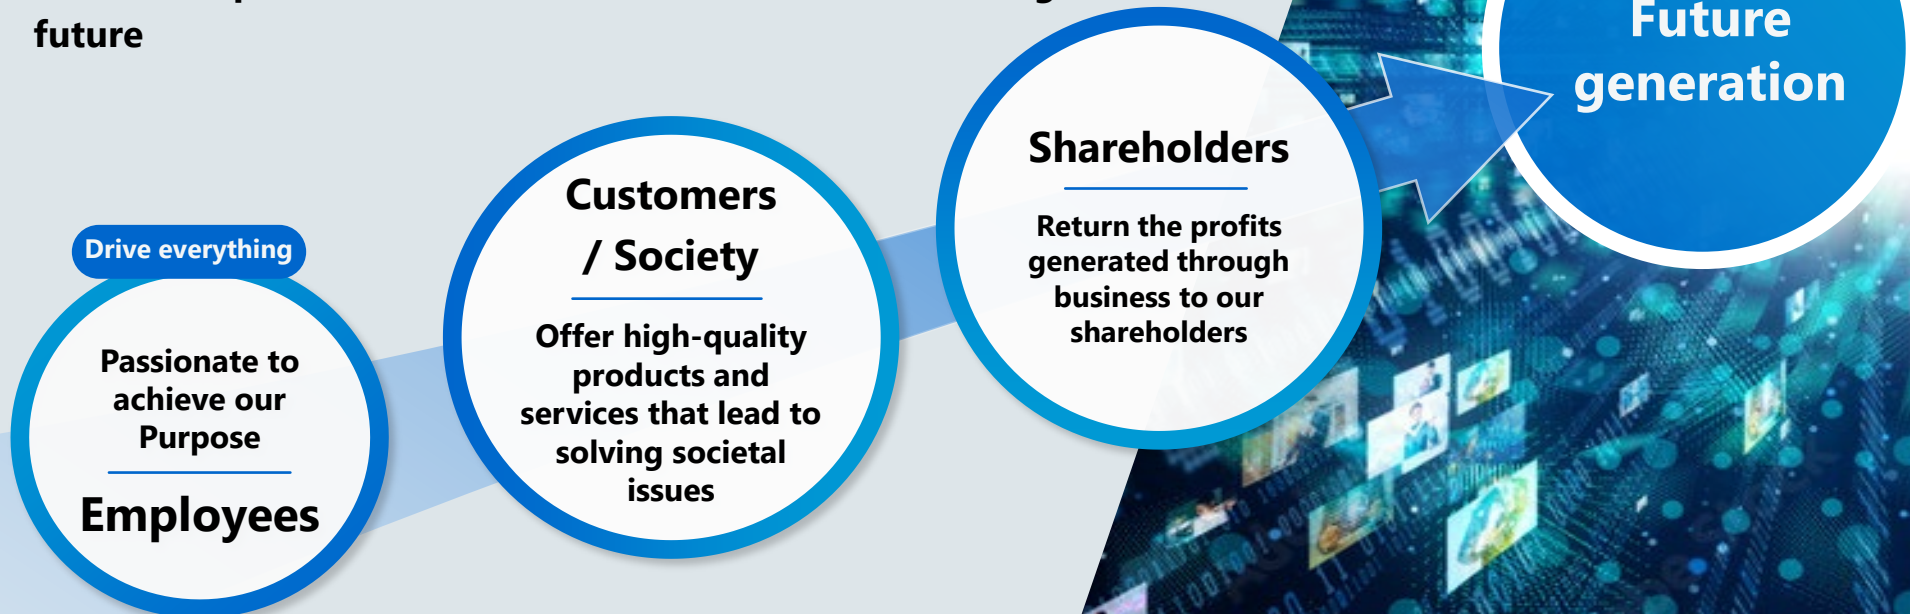 future
Future
generation
Shareholders
Return the profits
generated through
business to our
shareholders
Customers
/ Society
Offer high-quality
products and
services that lead to
solving societal
issues
Drive everything
Passionate to
achieve our
Purpose
Employees